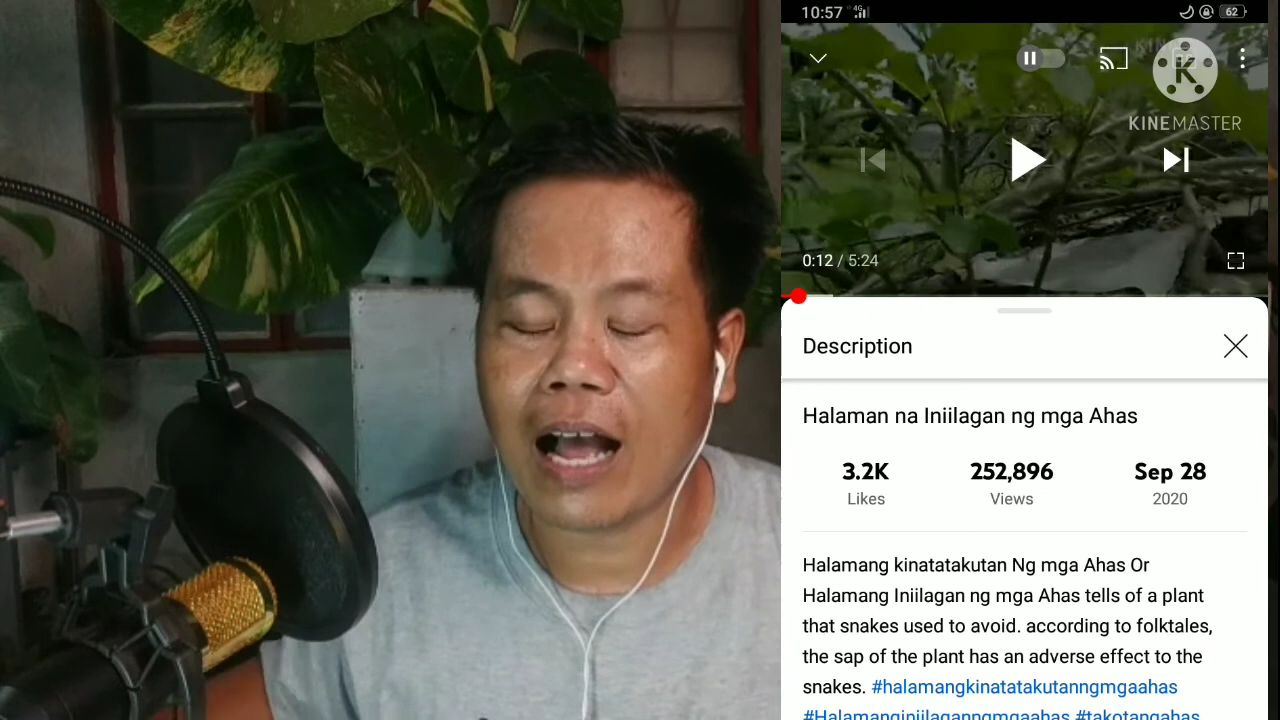 10:57 4G 62
KINEMASTER
0:12 / 5:24
Description
Halaman na Iniilagan ng mga Ahas
3.2K 252,896 Sep 28
Likes Views 2020
Halamang kinatatakutan Ng mga Ahas Or
Halamang Iniilagan ng mga Ahas tells of a plant
that snakes used to avoid. according to folktales,
the sap of the plant has an adverse effect to the
snakes. #halamangkinatatakutanngmgaahas
#Halamanginiilaganngmgaahas #takotangahas